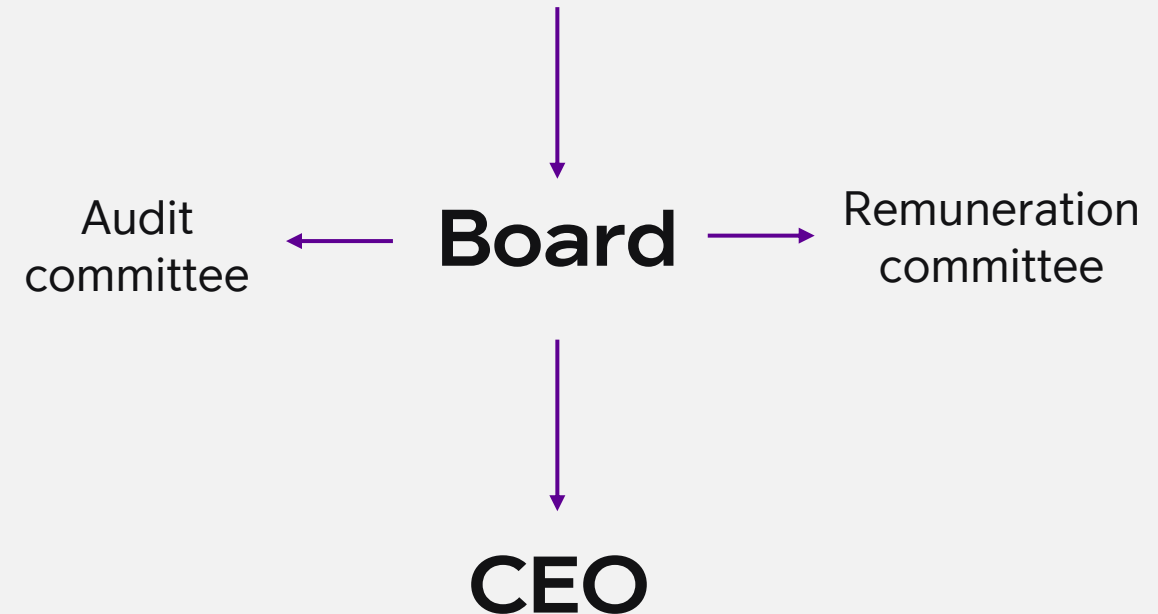 Audit
committee
Board
Remuneration
committee
CEO